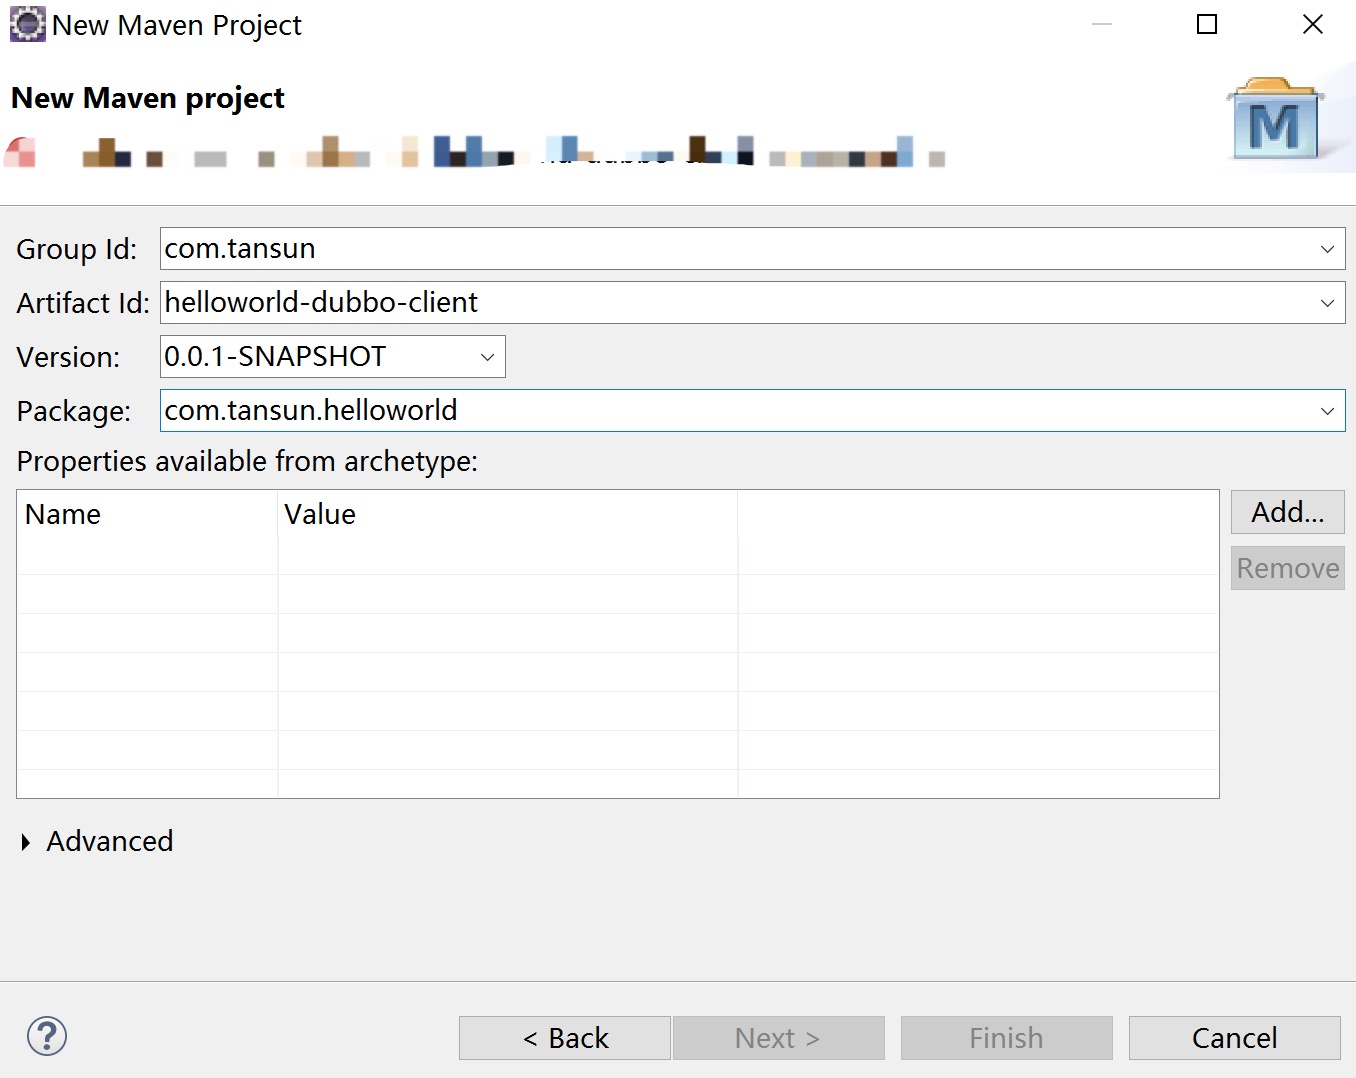 New Maven Project
New Maven project
M
Group Id: com.tansun
Artifact Id: helloworld-dubbo-client
Version: 0.0.1-SNAPSHOT
Package: com.tansun.helloworld
Properties available from archetype:
Name Value
Add...
Remove
Advanced
? < Back Next > Finish Cancel